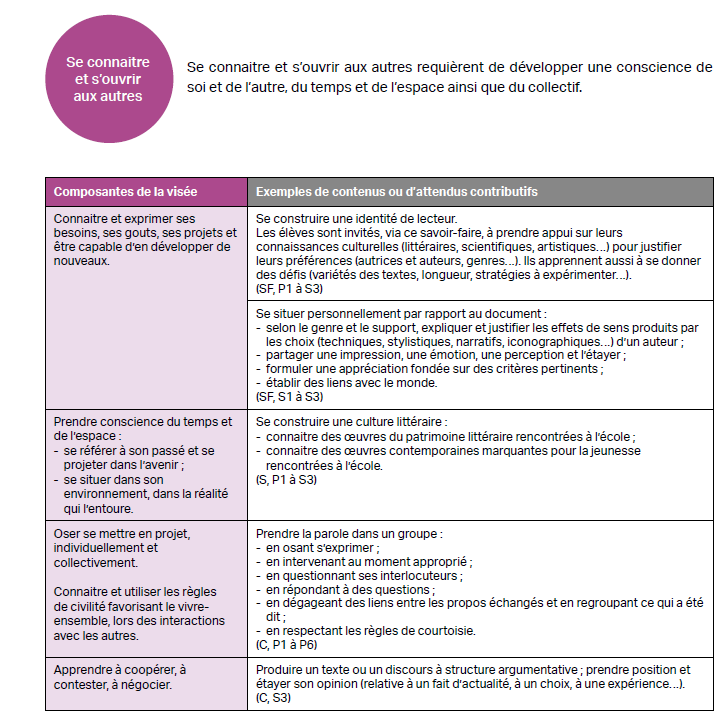 Se connaitre
et s'ouvrir
aux autres
Se connaitre et s'ouvrir aux autres requièrent de développer une conscience de
soi et de l'autre, du temps et de l'espace ainsi que du collectif.
Composantes de la visée
Exemples de contenus ou d'attendus contributifs
Connaitre et exprimer ses
besoins, ses gouts, ses projets et
être capable d'en développer de
nouveaux.
Se construire une identité de lecteur.
Les élèves sont invités, via ce savoir-faire, à prendre appui sur leurs
connaissances culturelles (littéraires, scientifiques, artistiques…) pour justifier
leurs préférences (autrices et auteurs, genres…). Ils apprennent aussi à se donner
des défis (variétés des textes, longueur, stratégies à expérimenter…).
(SF, P1 à S3)
Se situer personnellement par rapport au document :
- selon le genre et le support, expliquer et justifier les effets de sens produits par
les choix (techniques, stylistiques, narratifs, iconographiques…) d'un auteur ;
- partager une impression, une émotion, une perception et l'étayer ;
- formuler une appréciation fondée sur des critères pertinents ;
- établir des liens avec le monde.
(SF, S1 à S3)
Prendre conscience du temps et
de l'espace :
- se référer à son passé et se
projeter dans l'avenir ;
- se situer dans son
environnement, dans la réalité
qui l'entoure.
Se construire une culture littéraire :
- connaitre des œuvres du patrimoine littéraire rencontrées à l'école ;
- connaitre des œuvres contemporaines marquantes pour la jeunesse
rencontrées à l'école.
(S, P1 à S3)
Oser se mettre en projet,
individuellement et
collectivement.
Connaitre et utiliser les règles
de civilité favorisant le vivre-
ensemble, lors des interactions
avec les autres.
Prendre la parole dans un groupe :
- en osant s'exprimer ;
- en intervenant au moment approprié ;
- en questionnant ses interlocuteurs ;
- en répondant à des questions ;
- en dégageant des liens entre les propos échangés et en regroupant ce qui a été
dit ;
- en respectant les règles de courtoisie.
(C, P1 à P6)
Apprendre à coopérer, à
contester, à négocier.
Produire un texte ou un discours à structure argumentative ; prendre position et
étayer son opinion (relative à un fait d'actualité, à un choix, à une expérience…).
(C, S3)